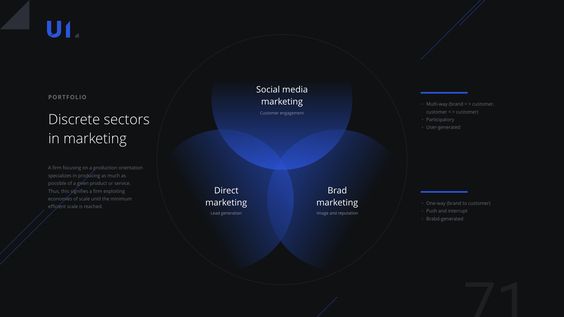 U1
PORTFOLIO
Discrete sectors
in marketing
A firm focusing on a production orientation
specializes in producing as much as
possible of a given product or service.
Thus, this signifies a firm exploiting
economies of scale until the minimum
efficient scale is reached.
Social media
marketing
Customer engagement
Direct
marketing
Lead generation
Brad
marketing
Image and reputation
- Multi-way (brand < > customer,
customer < > customer)
- Participatory
- User-generated
- One-way (brand to customer)
- Push and interrupt
- Brabd-generated
71